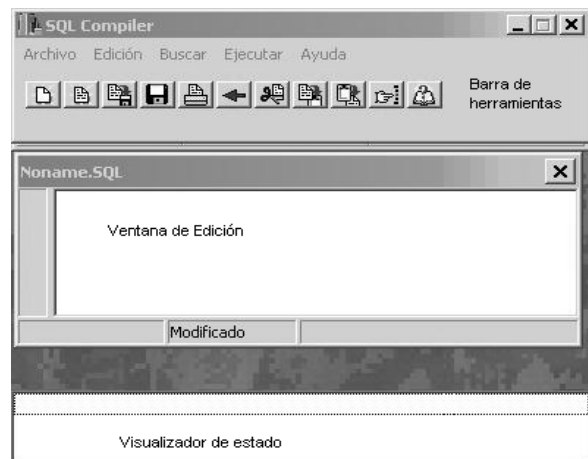 SQL Compiler
Archivo Edición Buscar Ejecutar Ayuda
Barra de
herramientas
Noname.SQL
Ventana de Edición
Modificado
Visualizador de estado